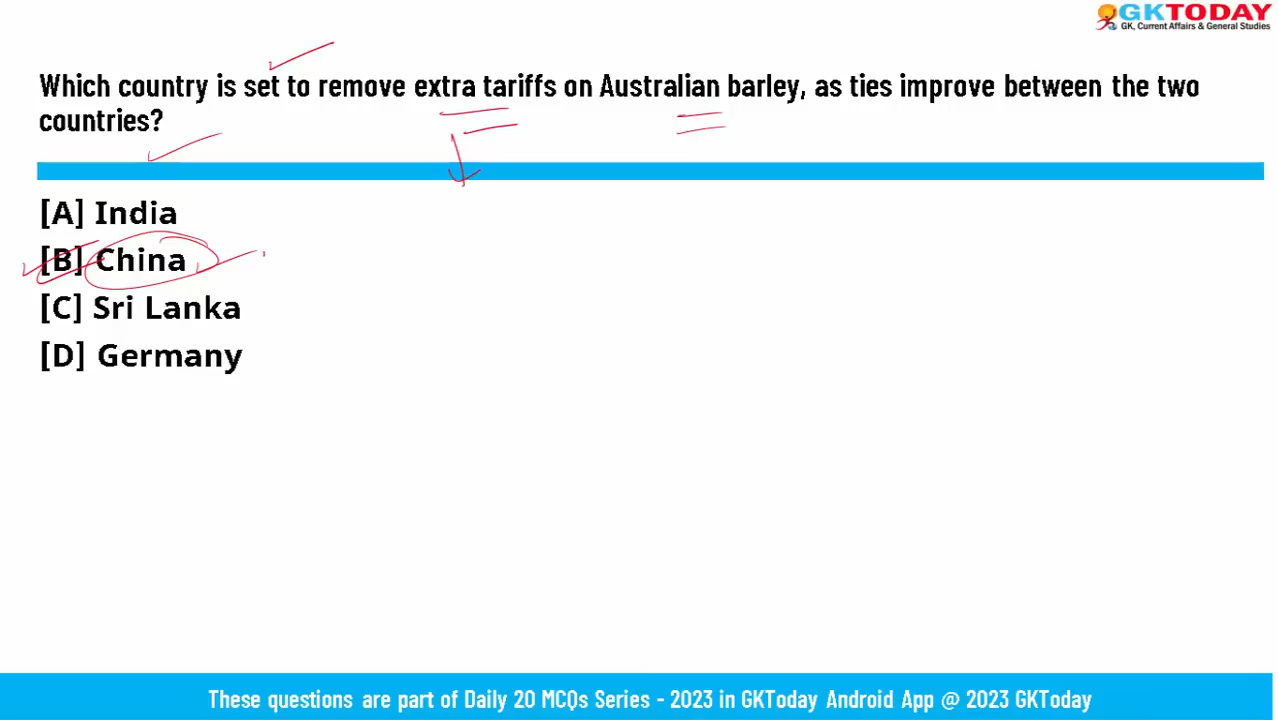 GKTODAY
GK, Current Affairs & General Studies
Which country is set to remove extra tariffs on Australian barley, as ties improve between the two
countries?
[A] India
[B] China
[C] Sri Lanka
[D] Germany
These questions are part of Daily 20 MCQs Series - 2023 in GKToday Android App @ 2023 GKToday